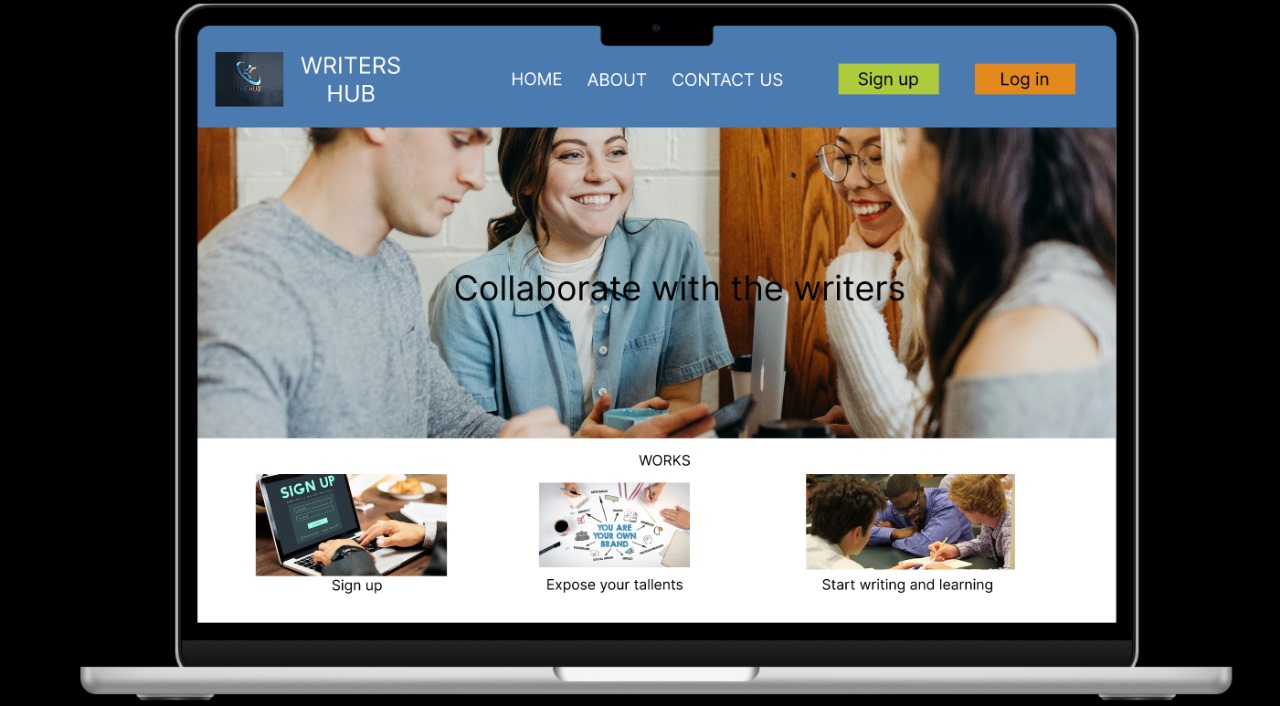 WRITERS
HUB
HOME ABOUT CONTACT US Sign up Log in
Collaborate with the writers
WORKS
SIGN UP
YOU ARE
YOUR OWN
BRAND
Sign up
Expose your tallents
Start writing and learning